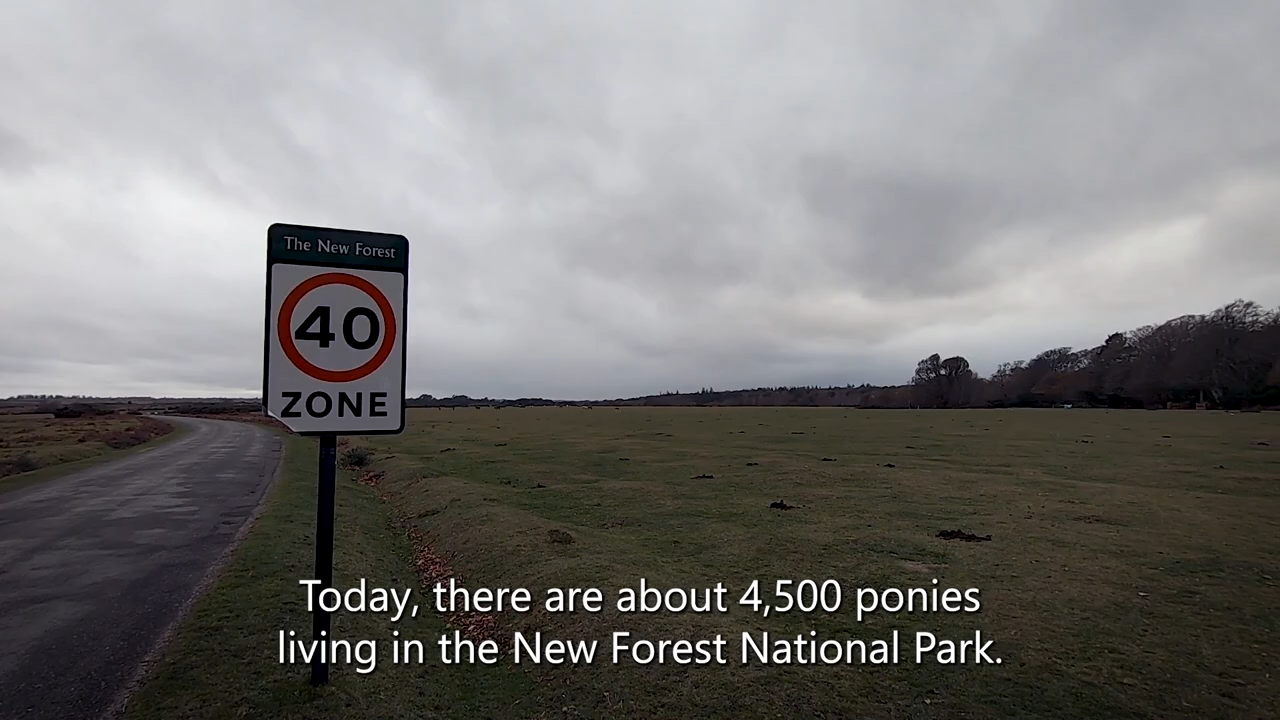 The New Forest
40
ZONE
Today, there are about 4,500 ponies
living in the New Forest National Park.